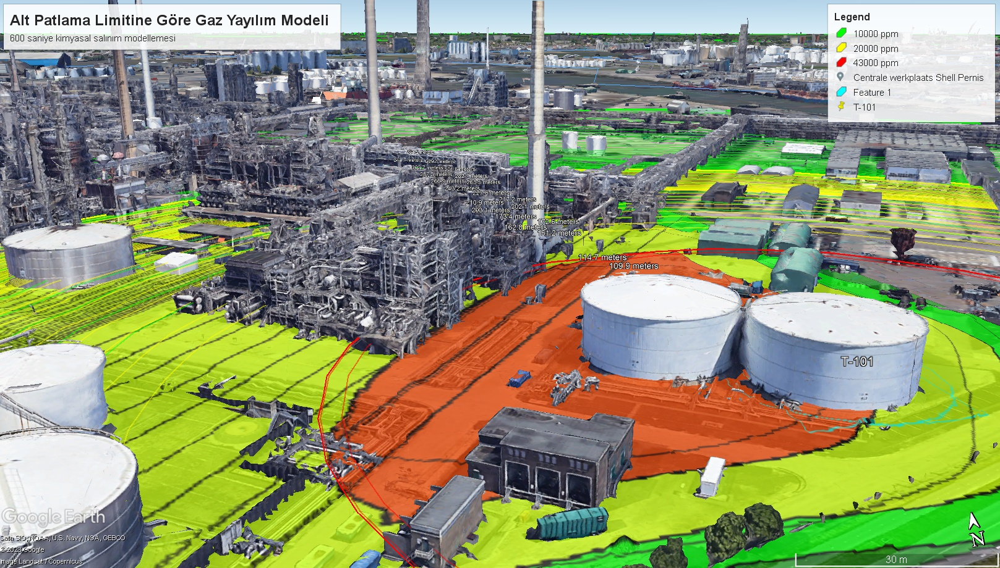 Alt Patlama Limitine Göre Gaz Yayılım Modeli
600 saniye kimyasal salınım modellemesi
Legend
10000 ppm
20000 ppm
43000 ppm
Centrale werkplaats Shell Pernis
Feature 1
T-101
210.9 meters
202.1 meters
203.1 meters
173.4 meters
172.6 meters
162.8 meters
151.2 meters
114.7 meters
109.9 meters
T-101
Google Earth
Data SIO, NOAA, U.S. Navy, NGA, GEBCO
© 2023 Google
Image Landsat / Copernicus
N
30 m